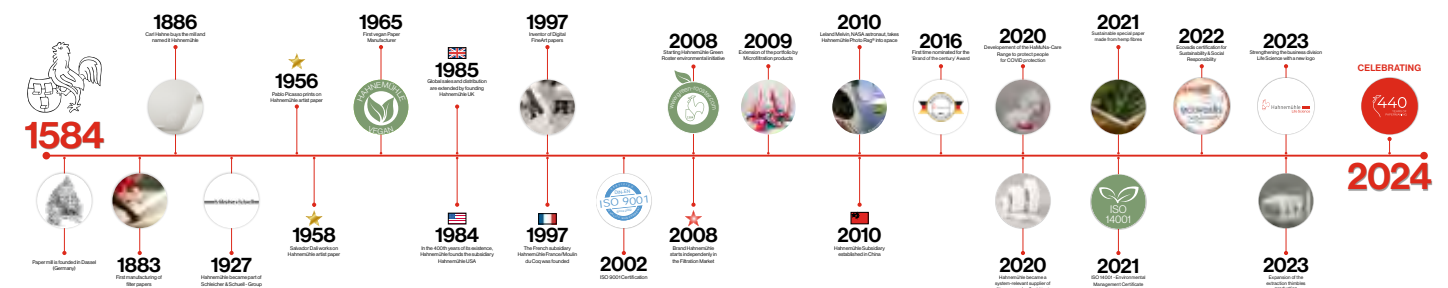 1584
Paper mill is founded in Dassel
(Germany)
1883
First manufacturing of
filter papers
1886
Carl Hahne buys the mill and
named it Hahnemühle
1927
Hahnemühle became part of
Schleicher & Schuell - Group
1956
Pablo Picasso prints on
Hahnemühle artist paper
1958
Salvador Dali works on
Hahnemühle artist paper
1965
First vegan Paper
Manufacturer
HAHNEMÜHLE
VEGAN
1985
Global sales and distribution
are extended by founding
Hahnemühle UK
1984
In the 400th years of its existence,
Hahnemühle founds the subsidiary
Hahnemühle USA
1997
Inventor of Digital
FineArt papers
1997
The French subsidiary
Hahnemühle France/Moulin
du Coq was founded
ISO 9001
2002
ISO 9001 Certification
2008
Starting Hahnemühle Green
Rooster environmental initiative
www.green-rooster.com
2008
Brand Hahnemühle
starts independently in
the Filtration Market
2009
Extension of the portfolio by
Microfiltration products
2010
Leland Melvin, NASA astronaut, takes
Hahnemühle Photo Rag® into space
2010
Hahnemühle Subsidiary
established in China
2016
First time nominated for the
'Brand of the century' Award
2020
Developement of the HaMuNa-Care
Range to protect people
for COVID protection
2020
Hahnemühle became a
system-relevant supplier of
2021
Sustainable special paper
made from hemp fibres
ISO
14001
2021
ISO 14001 - Environmental
Management Certificate
2022
Ecovadis certification for
Sustainability & Social
Responsibility
ecovadis
2023
Strengthening the business division
Life Science with a new logo
Hahnemühle
2023
Expansion of the
extraction thimbles
CELEBRATING
440
2024